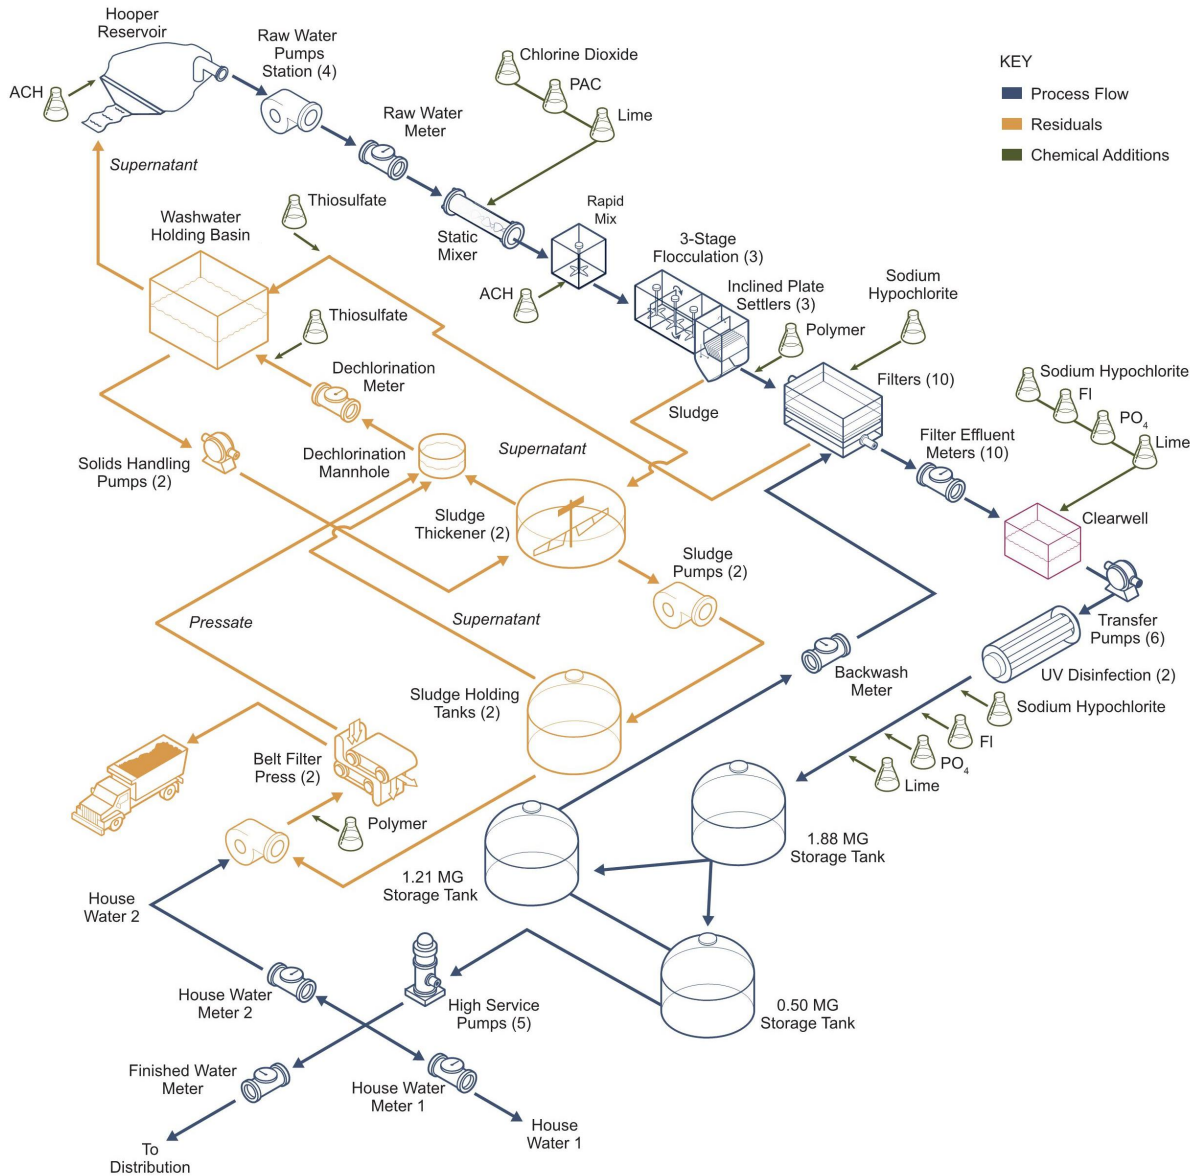 Hooper
Reservoir
ACH
Raw Water
Pumps
Station (4)
Raw Water
Meter
Chlorine Dioxide
PAC
Lime
KEY
Process Flow
Residuals
Chemical Additions
Supernatant
Thiosulfate
Washwater
Holding Basin
Static
Mixer
Rapid
Mix
ACH
3-Stage
Flocculation (3)
Inclined Plate
Settlers (3)
Polymer
Sodium
Hypochlorite
Filters (10)
Thiosulfate
Dechlorination
Meter
Sludge
Sodium Hypochlorite
Fl
PO4
Lime
Filter Effluent
Meters (10)
Clearwell
Solids Handling
Pumps (2)
Dechlorination
Mannhole
Supernatant
Sludge
Thickener (2)
Sludge
Pumps (2)
Transfer
Pumps (6)
UV Disinfection (2)
Sodium Hypochlorite
Fl
PO4
Lime
Pressate
Supernatant
Backwash
Meter
Sludge Holding
Tanks (2)
Belt Filter
Press (2)
Polymer
1.88 MG
Storage Tank
1.21 MG
Storage Tank
House
Water 2
0.50 MG
Storage Tank
House Water
Meter 2
High Service
Pumps (5)
Finished Water
Meter
House Water
Meter 1
House
Water 1
To
Distribution